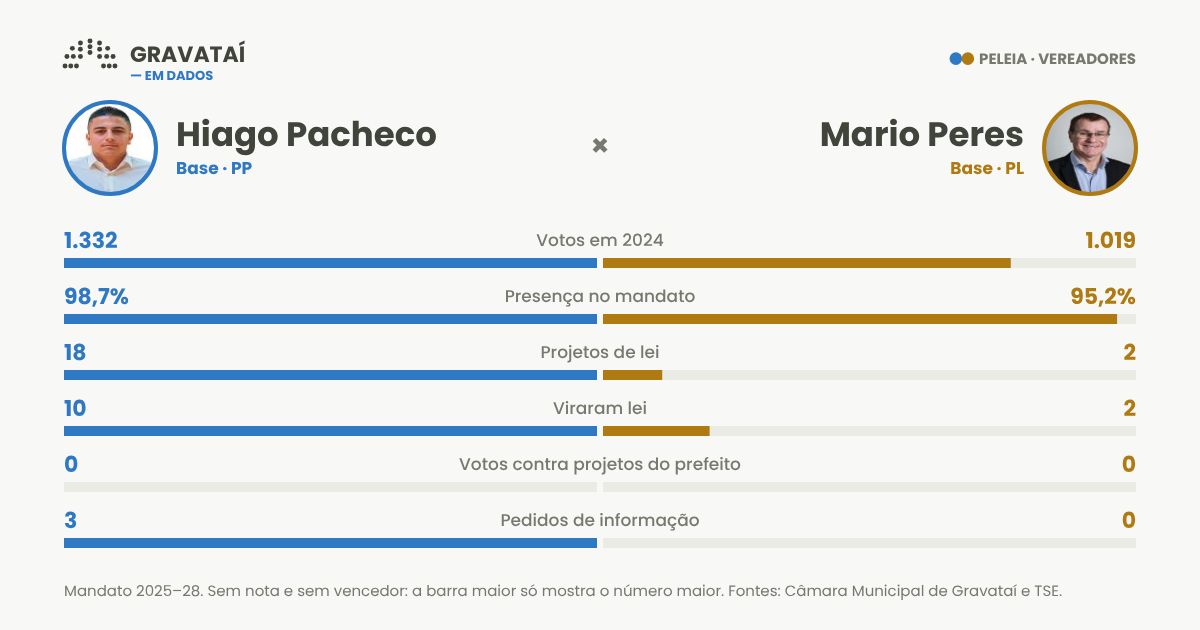 GRAVATAÍ
— EM DADOS
PELEIA · VEREADORES
Hiago Pacheco
Base · PP
×
Mario Peres
Base · PL
1.332 Votos em 2024 1.019
98,7% Presença no mandato 95,2%
18 Projetos de lei 2
10 Viraram lei 2
0 Votos contra projetos do prefeito 0
3 Pedidos de informação 0
Mandato 2025–28. Sem nota e sem vencedor: a barra maior só mostra o número maior. Fontes: Câmara Municipal de Gravataí e TSE.